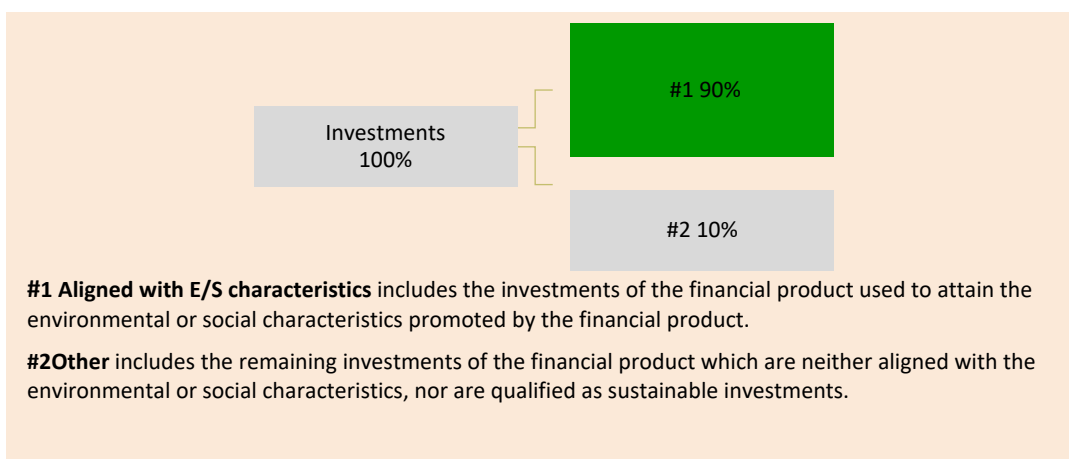 #1 90%
Investments
100%
#2 10%
#1 Aligned with E/S characteristics includes the investments of the financial product used to attain the
environmental or social characteristics promoted by the financial product.
#2Other includes the remaining investments of the financial product which are neither aligned with the
environmental or social characteristics, nor are qualified as sustainable investments.